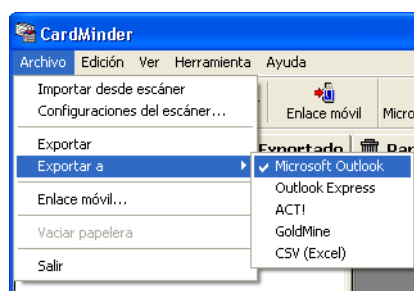 CardMinder
Archivo Edición Ver Herramienta Ayuda
Importar desde escáner
Configuraciones del escáner...
Enlace móvil
Exportar
Exportado
Exportar a
Microsoft Outlook
Outlook Express
Enlace móvil...
ACT!
Vaciar papelera
GoldMine
CSV (Excel)
Salir